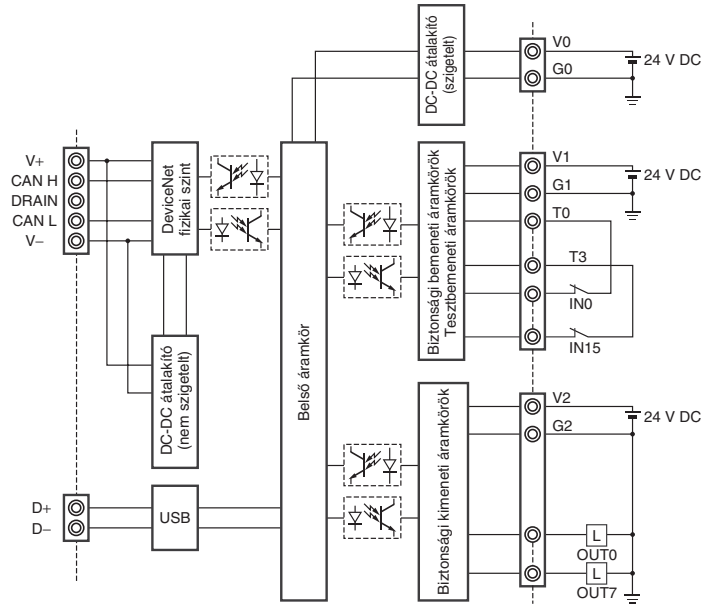 V0
G0
24 V DC
DC-DC átalakító
(szigetelt)
V+
CAN H
DRAIN
CAN L
V−
DeviceNet
fizikai szint
DC-DC átalakító
(nem szigetelt)
D+
D−
USB
Belső áramkör
Biztonsági bemeneti áramkörök
Tesztbemeneti áramkörök
V1
G1
T0
T3
IN0
IN15
24 V DC
Biztonsági kimeneti áramkörök
V2
G2
24 V DC
L
OUT0
L
OUT7